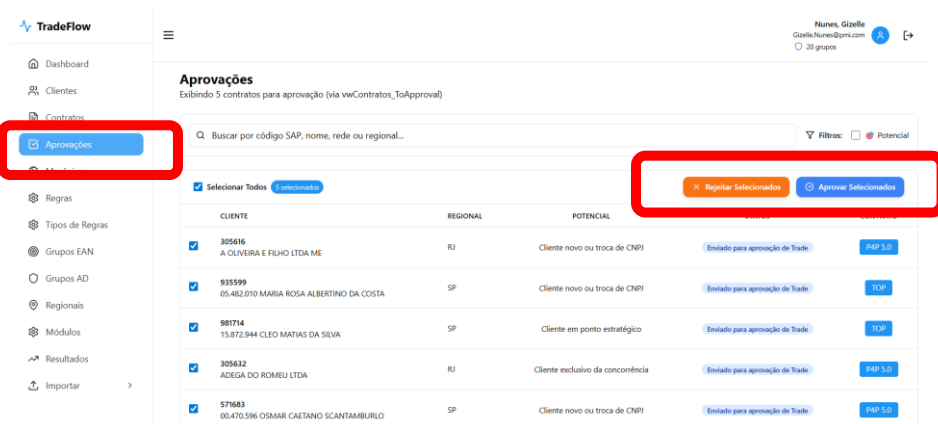 TradeFlow
Nunes, Gizelle
Gizelle.Nunes@pmi.com
20 grupos
Dashboard
Clientes
Contratos
Aprovações
Regras
Tipos de Regras
Grupos EAN
Grupos AD
Regionais
Módulos
Resultados
Importar
Aprovações
Exibindo 5 contratos para aprovação (via vwContratos_ToApproval)
Buscar por código SAP, nome, rede ou regional...
Filtros: Potencial
Selecionar Todos 5 selecionados
Rejeitar Selecionados Aprovar Selecionados
CLIENTE REGIONAL POTENCIAL
305616
A OLIVEIRA E FILHO LTDA ME RJ Cliente novo ou troca de CNPJ Enviado para aprovação de Trade P4P 5.0
935599
05.482.010 MARIA ROSA ALBERTINO DA COSTA SP Cliente novo ou troca de CNPJ Enviado para aprovação de Trade TOP
981714
15.872.944 CLEO MATIAS DA SILVA SP Cliente em ponto estratégico Enviado para aprovação de Trade TOP
305632
ADEGA DO ROMEU LTDA RJ Cliente exclusivo da concorrência Enviado para aprovação de Trade P4P 5.0
571683
00.470.596 OSMAR CAETANO SCANTAMBURLO SP Cliente novo ou troca de CNPJ Enviado para aprovação de Trade P4P 5.0